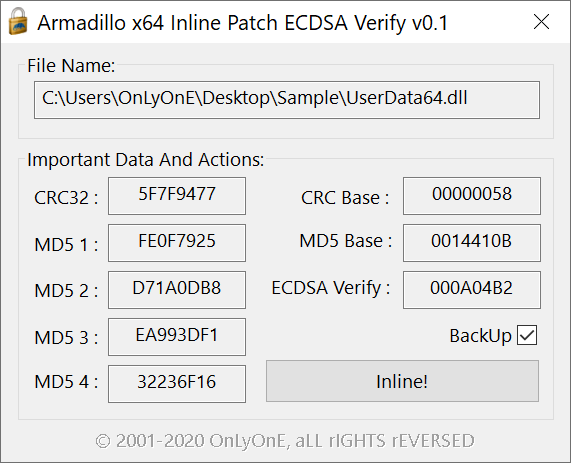 Armadillo x64 Inline Patch ECDSA Verify v0.1
File Name:
C:\Users\OnLyOnE\Desktop\Sample\UserData64.dll
Important Data And Actions:
CRC32 : 5F7F9477 CRC Base : 00000058
MD5 1 : FE0F7925 MD5 Base : 0014410B
MD5 2 : D71A0DB8 ECDSA Verify : 000A04B2
MD5 3 : EA993DF1 BackUp
MD5 4 : 32236F16 Inline!
© 2001-2020 OnLyOnE, aLL rIGHTS rEVERSED